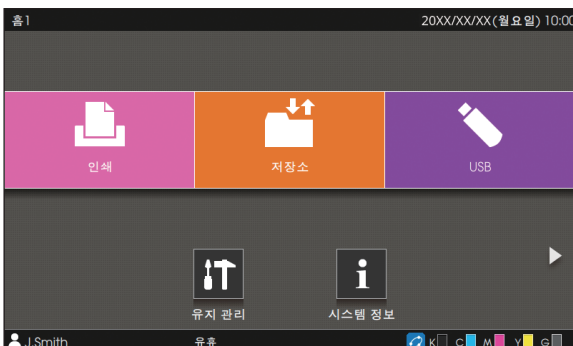 홈1 20XX/XX/XX(월요일) 10:00
인쇄 저장소 USB
유지 관리 시스템 정보
J.Smith 유휴 K C M Y G